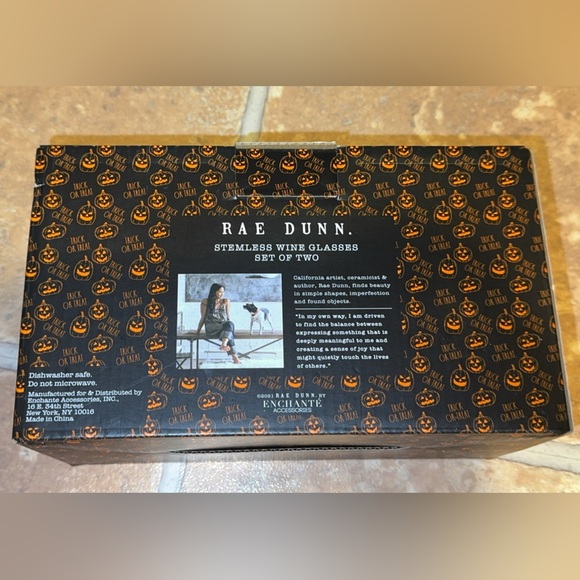 RAE DUNN.
STEMLESS WINE GLASSES
SET OF TWO
California artist, ceramicist &
author, Rae Dunn, finds beauty
in simple shapes, imperfection
and found objects.
"In my own way, I am driven
to find the balance between
expressing something that is
deeply meaningful to me and
creating a sense of joy that
might quietly touch the lives
of others."
Dishwasher safe.
Do not microwave.
Manufactured for & Distributed by
Enchante Accessories, INC.,
16 E. 34th Street
New York, NY 10016
Made in China
©2021 RAE DUNN. BY
ENCHANTÉ
ACCESSORIES
TRICK
OR TREAT